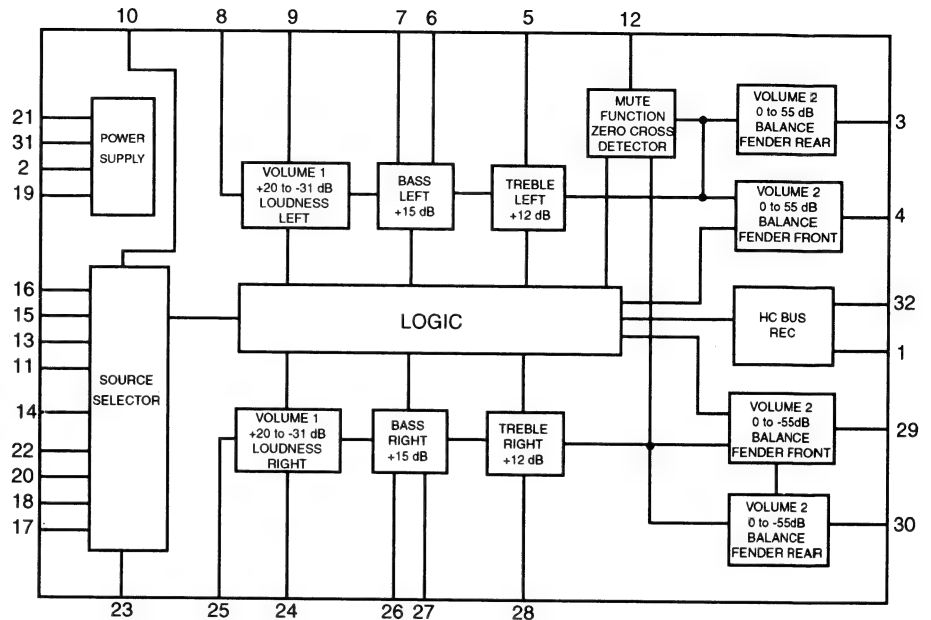 10
8
9
7
6
5
12
21
31
2
19
POWER
SUPPLY
VOLUME 1
+20 to -31 dB
LOUDNESS
LEFT
BASS
LEFT
+15 dB
TREBLE
LEFT
+12 dB
MUTE
FUNCTION
ZERO CROSS
DETECTOR
VOLUME 2
0 to 55 dB
BALANCE
FENDER REAR
3
VOLUME 2
0 to 55 dB
BALANCE
FENDER FRONT
4
16
15
13
11
14
22
20
18
17
SOURCE
SELECTOR
LOGIC
HC BUS
REC
32
1
VOLUME 1
+20 to -31 dB
LOUDNESS
RIGHT
BASS
RIGHT
+15 dB
TREBLE
RIGHT
+12 dB
VOLUME 2
0 to -55dB
BALANCE
FENDER FRONT
29
VOLUME 2
0 to -55dB
BALANCE
FENDER REAR
30
23
25
24
26
27
28